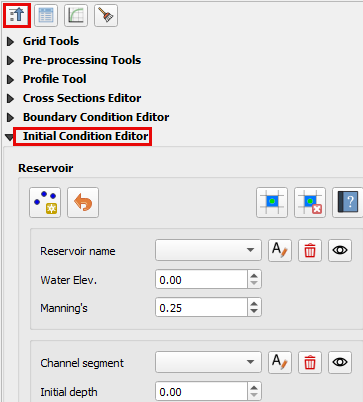 Grid Tools
Pre-processing Tools
Profile Tool
Cross Sections Editor
Boundary Condition Editor
Initial Condition Editor
Reservoir
?
Reservoir name
A
Water Elev.
0.00
Manning's
0.25
Channel segment
A
Initial depth
0.00